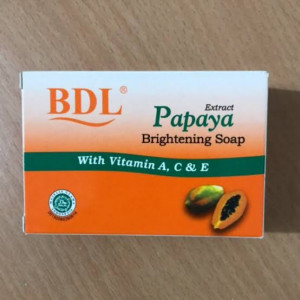 BDL®
Extract
Papaya
Brightening Soap
With Vitamin A, C & E